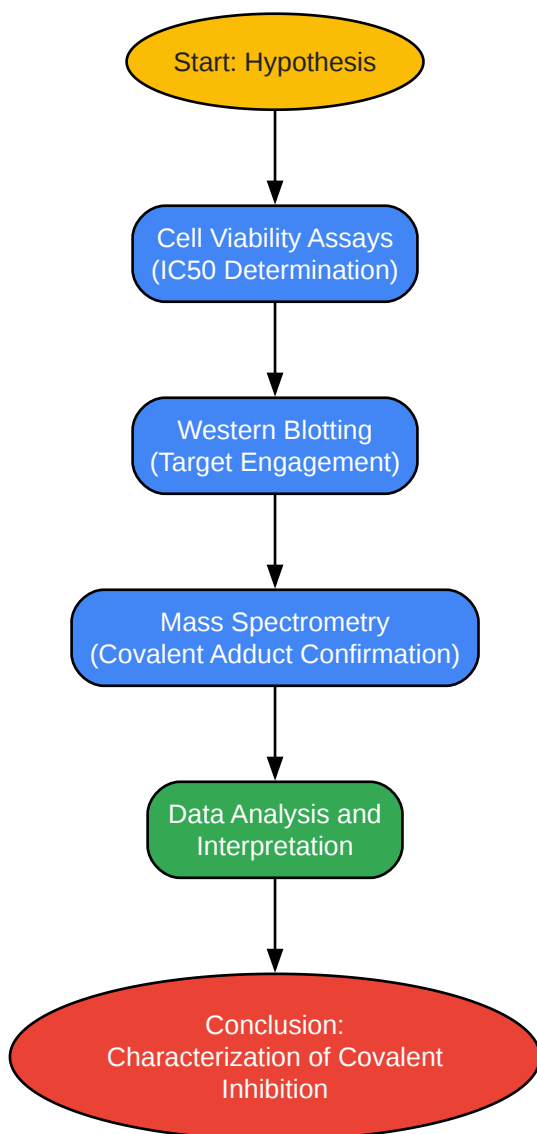 Start: Hypothesis
Cell Viability Assays
(IC50 Determination)
Western Blotting
(Target Engagement)
Mass Spectrometry
(Covalent Adduct Confirmation)
Data Analysis and
Interpretation
Conclusion:
Characterization of Covalent
Inhibition